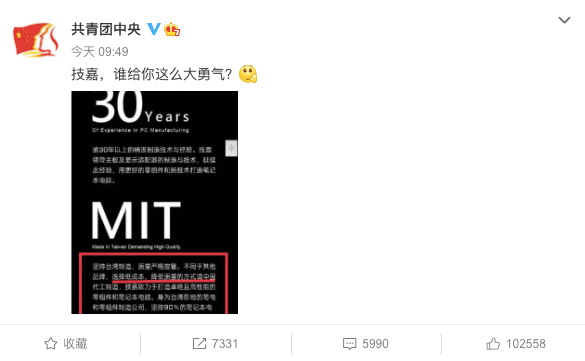 共青团中央
今天 09:49
技嘉，谁给你这么大勇气？
30 Years
Of Experience in PC Manufacturing
逾30年以上的精湛制造技术与经验，技嘉
领导主板及显示适配器的制造与技术，延续
此经验，用更好的零组件和新技术打造笔记
本电脑。
MIT
Made in Taiwan Demanding High Quality
坚持台湾制造，质量严格控管。不同于其他
品牌，选择低成本、降低质量的方式造中国
代工制造，技嘉致力于打造卓绝且高性能的
零组件和笔记本电脑。身为台湾在地的笔电
和零组件制造公司，坚持90%的笔记本电
收藏
7331
5990
102558